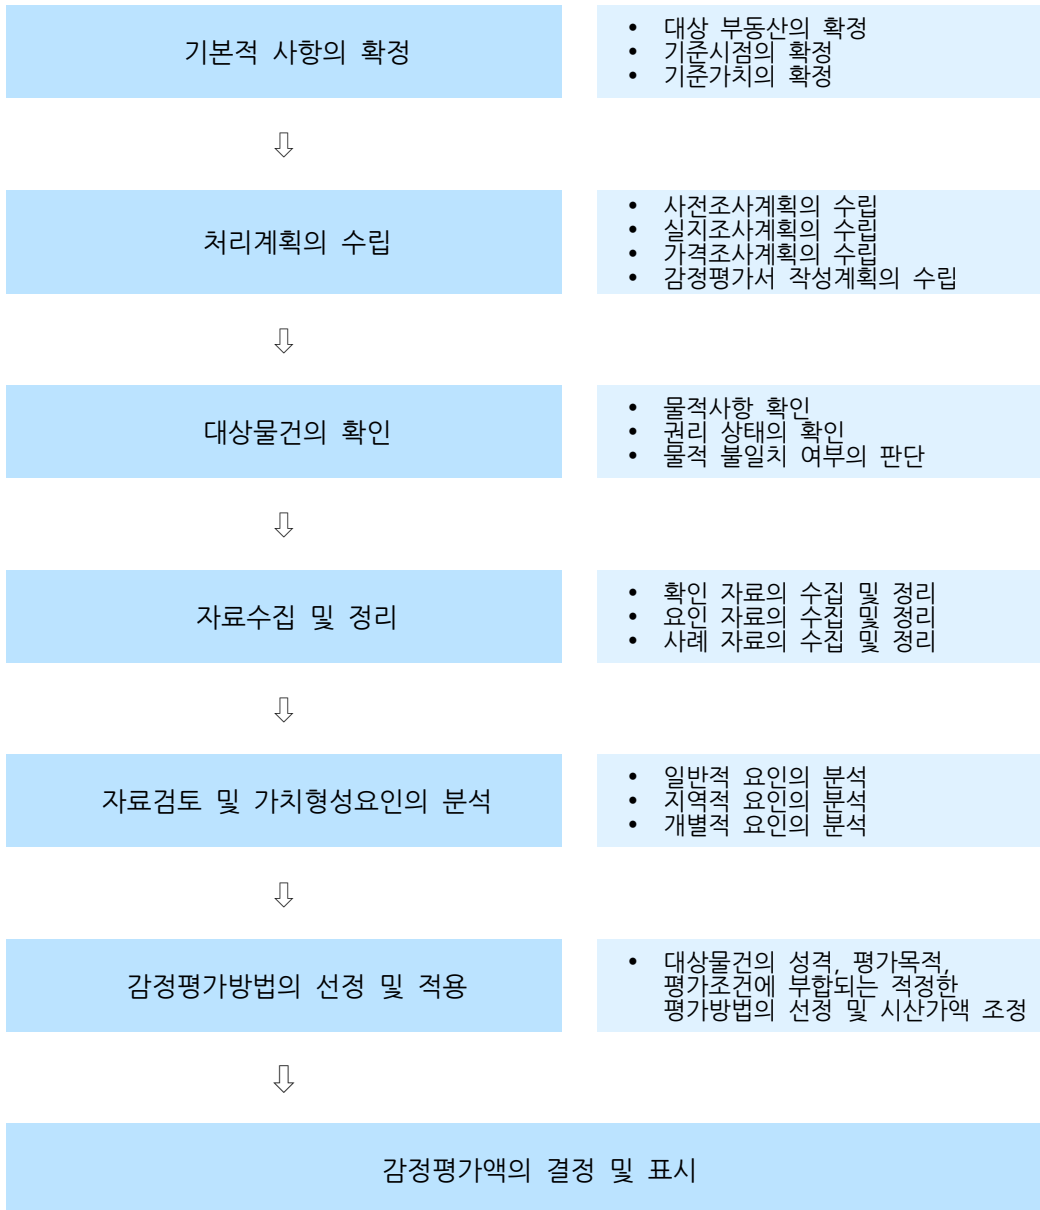 기본적 사항의 확정
• 대상 부동산의 확정
• 기준시점의 확정
• 기준가치의 확정
⇩
처리계획의 수립
• 사전조사계획의 수립
• 실지조사계획의 수립
• 가격조사계획의 수립
• 감정평가서 작성계획의 수립
⇩
대상물건의 확인
• 물적사항 확인
• 권리 상태의 확인
• 물적 불일치 여부의 판단
⇩
자료수집 및 정리
• 확인 자료의 수집 및 정리
• 요인 자료의 수집 및 정리
• 사례 자료의 수집 및 정리
⇩
자료검토 및 가치형성요인의 분석
• 일반적 요인의 분석
• 지역적 요인의 분석
• 개별적 요인의 분석
⇩
감정평가방법의 선정 및 적용
• 대상물건의 성격, 평가목적,
평가조건에 부합되는 적정한
평가방법의 선정 및 시산가액 조정
⇩
감정평가액의 결정 및 표시